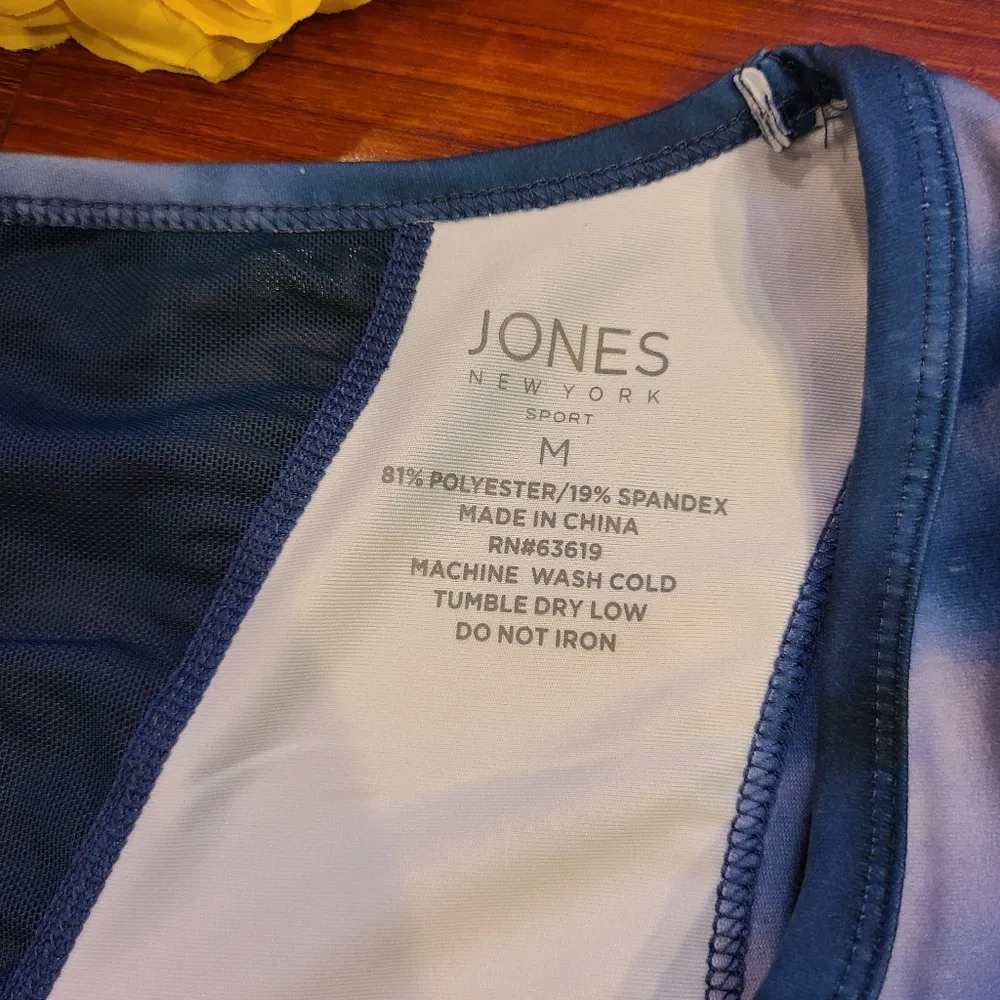 JONES
NEW YORK
SPORT
M
81% POLYESTER/19% SPANDEX
MADE IN CHINA
RN#63619
MACHINE WASH COLD
TUMBLE DRY LOW
DO NOT IRON